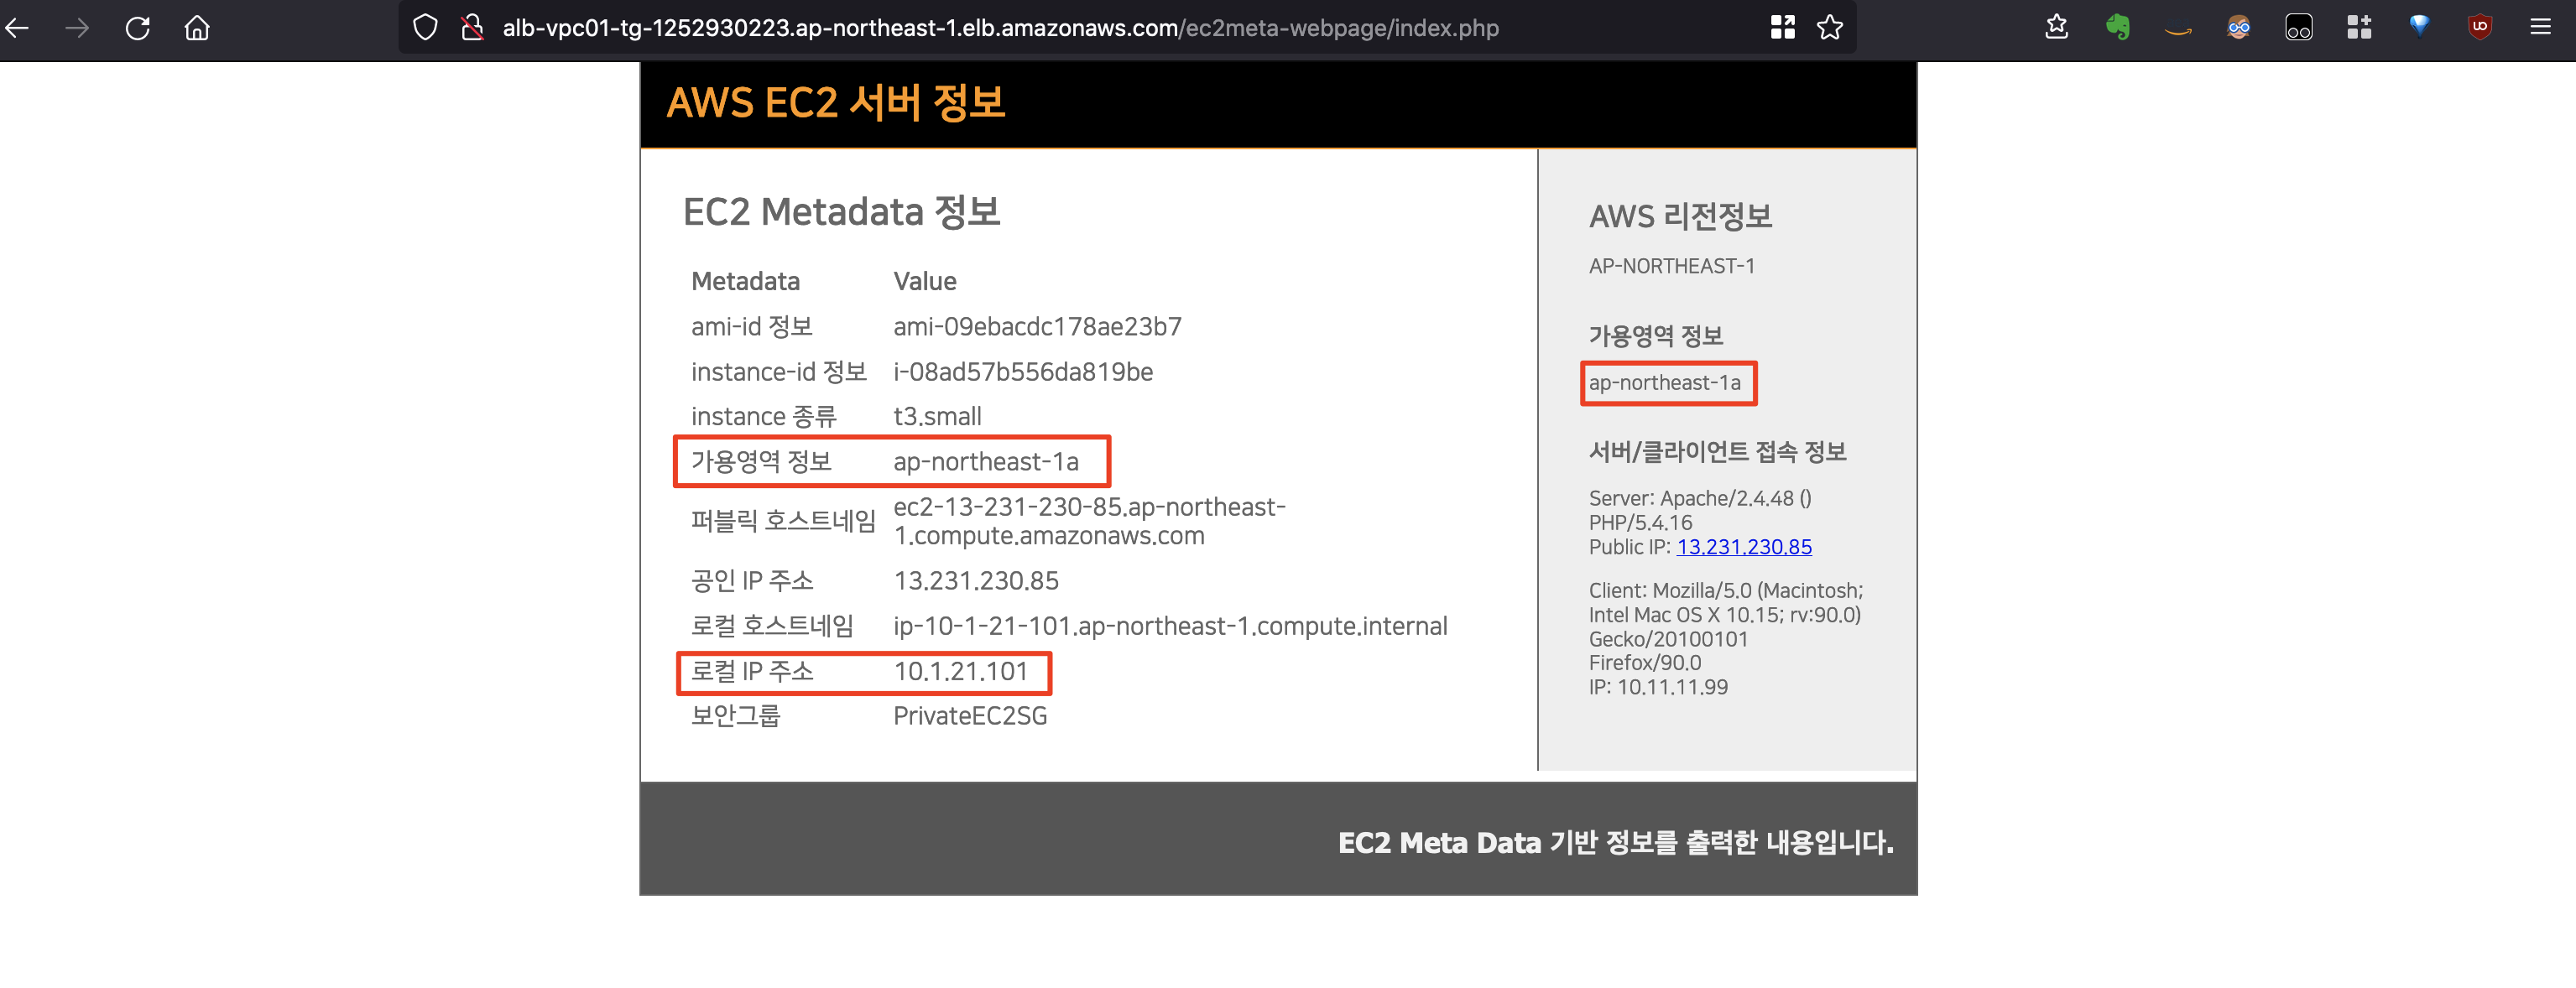 alb-vpc01-tg-1252930223.ap-northeast-1.elb.amazonaws.com/ec2meta-webpage/index.php
AWS EC2 서버 정보
EC2 Metadata 정보
Metadata Value
ami-id 정보 ami-09ebacdc178ae23b7
instance-id 정보 i-08ad57b556da819be
instance 종류 t3.small
가용영역 정보 ap-northeast-1a
퍼블릭 호스트네임 ec2-13-231-230-85.ap-northeast-
1.compute.amazonaws.com
공인 IP 주소 13.231.230.85
로컬 호스트네임 ip-10-1-21-101.ap-northeast-1.compute.internal
로컬 IP 주소 10.1.21.101
보안그룹 PrivateEC2SG
AWS 리전정보
AP-NORTHEAST-1
가용영역 정보
ap-northeast-1a
서버/클라이언트 접속 정보
Server: Apache/2.4.48 ()
PHP/5.4.16
Public IP: 13.231.230.85
Client: Mozilla/5.0 (Macintosh;
Intel Mac OS X 10.15; rv:90.0)
Gecko/20100101
Firefox/90.0
IP: 10.11.11.99
EC2 Meta Data 기반 정보를 출력한 내용입니다.